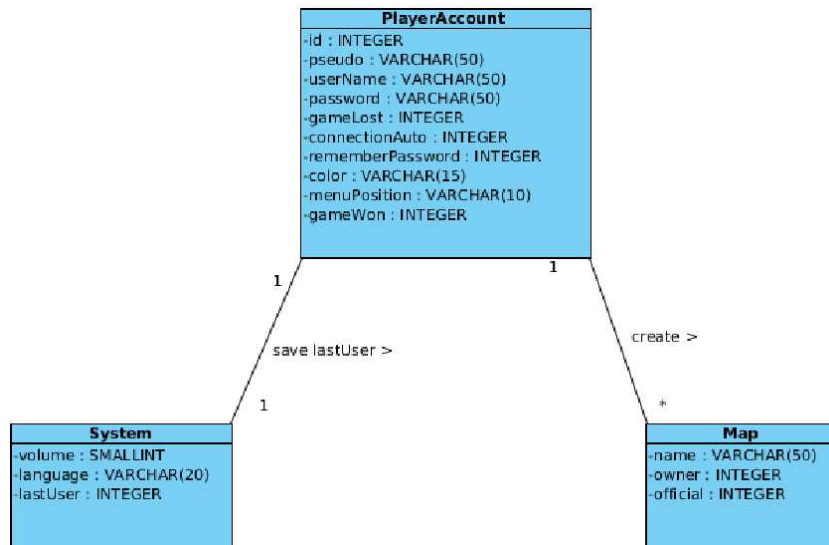 PlayerAccount
-id : INTEGER
-pseudo : VARCHAR(50)
-userName : VARCHAR(50)
-password : VARCHAR(50)
-gameLost : INTEGER
-connectionAuto : INTEGER
-rememberPassword : INTEGER
-color : VARCHAR(15)
-menuPosition : VARCHAR(10)
-gameWon : INTEGER
1
1
save lastUser >
create >
1
*
System
-volume : SMALLINT
-language : VARCHAR(20)
-lastUser : INTEGER
Map
-name : VARCHAR(50)
-owner : INTEGER
-official : INTEGER